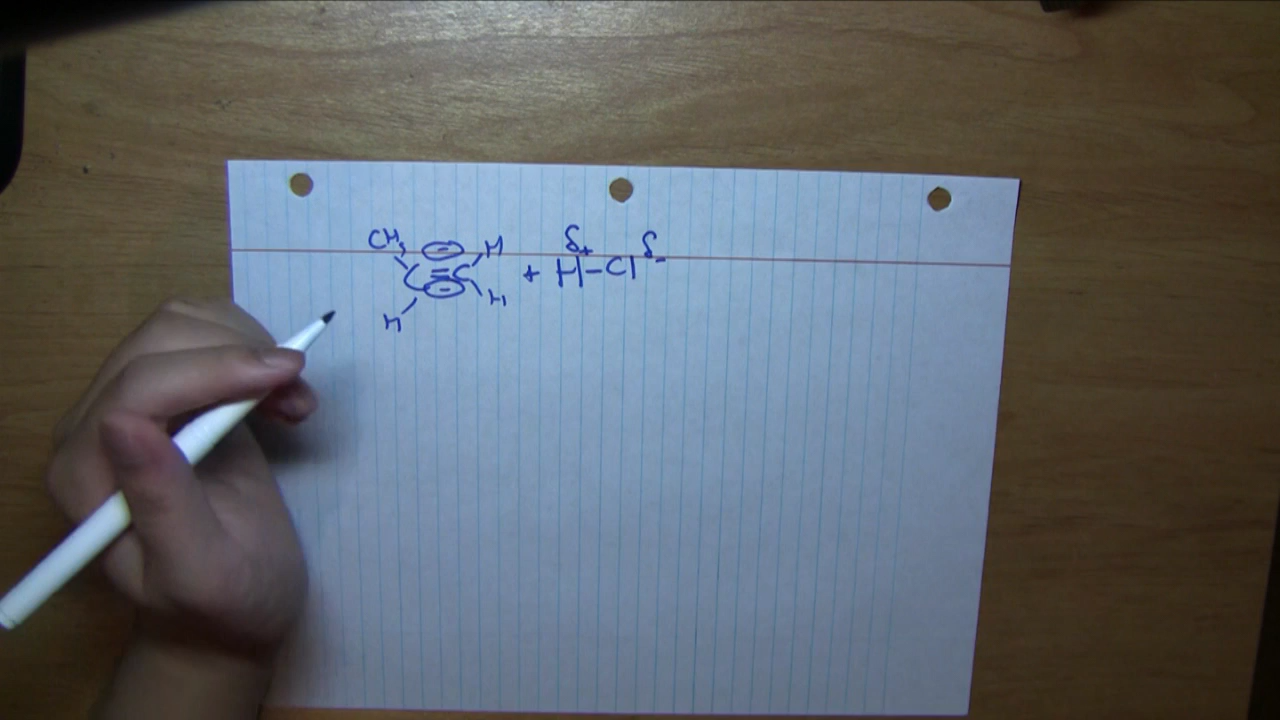 CH₃ - H δ+ δ-
C=C + H-Cl
H - H